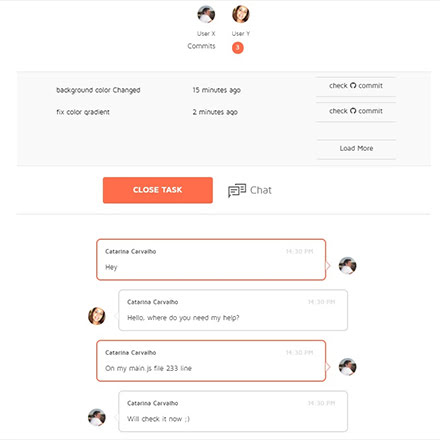 User X User Y
Commits 3
background color Changed 15 minutes ago check commit
fix color gradient 2 minutes ago check commit
Load More
CLOSE TASK Chat
Catarina Carvalho 14:30 PM
Hey
Catarina Carvalho 14:30 PM
Hello, where do you need my help?
Catarina Carvalho 14:30 PM
On my main.js file 233 line
Catarina Carvalho 14:30 PM
Will check it now ;)